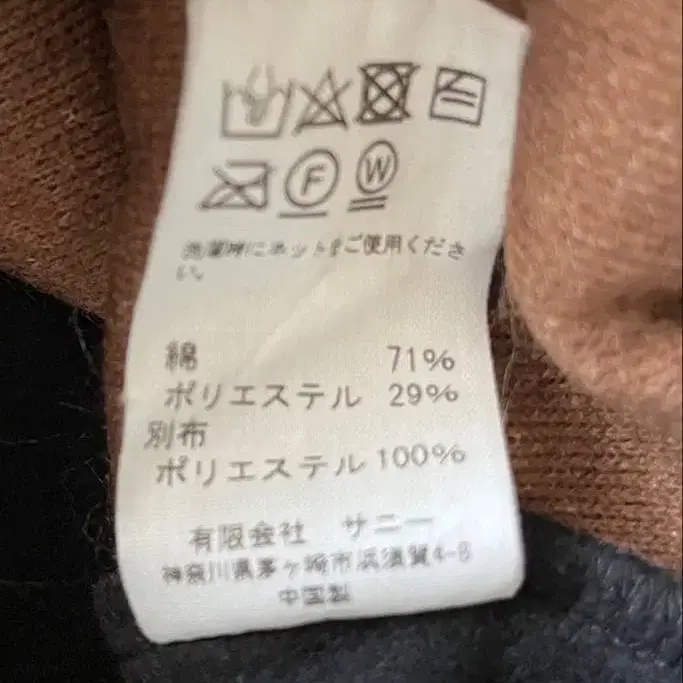 F W
洗濯時にネットをご使用くださ
い。
綿 71%
ポリエステル 29%
別布
ポリエステル 100%
有限会社 サニー
神奈川県茅ヶ崎市浜須賀4-8
中国製